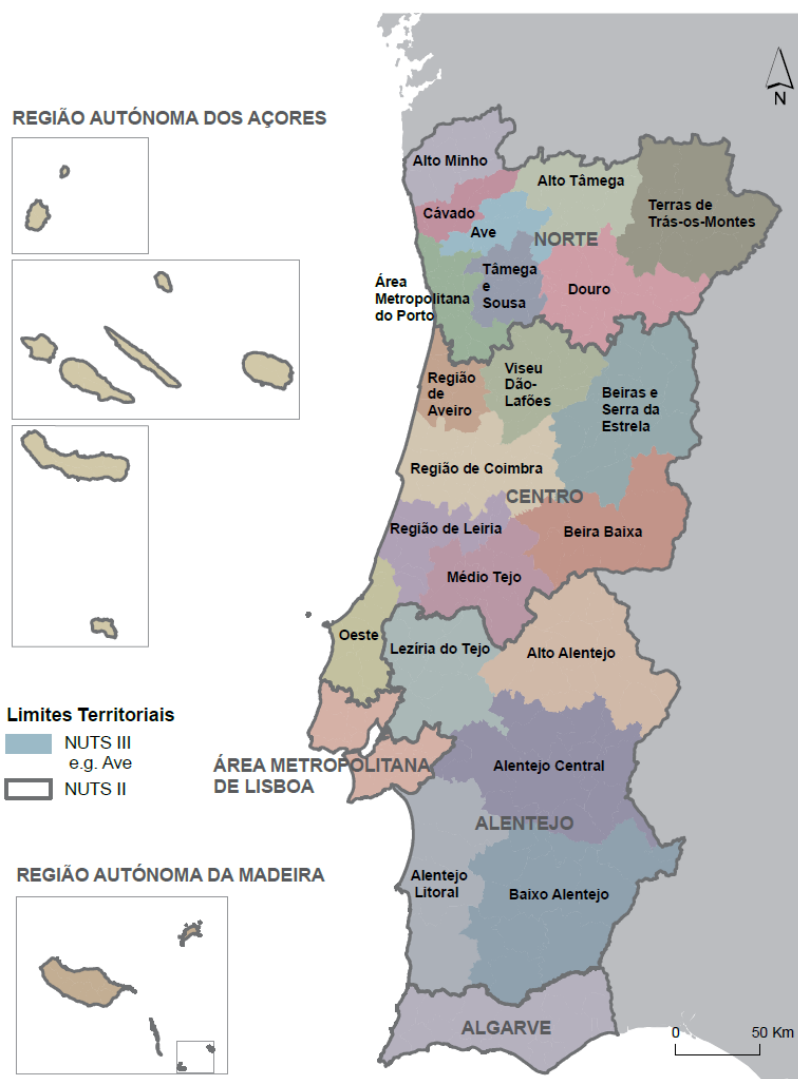 N
REGIÃO AUTÓNOMA DOS AÇORES
Alto Minho
Alto Tâmega
Terras de
Trás-os-Montes
Cávado
Ave
NORTE
Área
Metropolitana
do Porto
Tâmega
e
Sousa
Douro
Região
de
Aveiro
Viseu
Dão-
Lafões
Beiras e
Serra da
Estrela
Região de Coimbra
CENTRO
Região de Leiria
Beira Baixa
Médio Tejo
Oeste
Lezíria do Tejo
Alto Alentejo
Limites Territoriais
NUTS III
e.g. Ave
NUTS II
ÁREA METROPOLITANA
DE LISBOA
Alentejo Central
ALENTEJO
REGIÃO AUTÓNOMA DA MADEIRA
Alentejo
Litoral
Baixo Alentejo
ALGARVE
0 50 Km